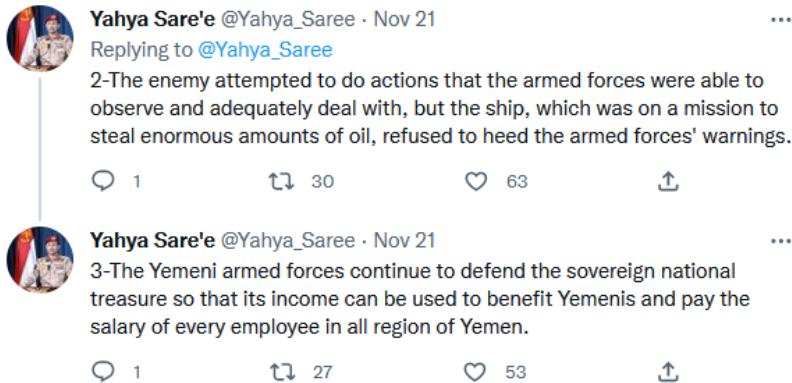 Yahya Sare'e @Yahya_Saree · Nov 21
Replying to @Yahya_Saree
2-The enemy attempted to do actions that the armed forces were able to
observe and adequately deal with, but the ship, which was on a mission to
steal enormous amounts of oil, refused to heed the armed forces' warnings.
1 30 63
Yahya Sare'e @Yahya_Saree · Nov 21
3-The Yemeni armed forces continue to defend the sovereign national
treasure so that its income can be used to benefit Yemenis and pay the
salary of every employee in all region of Yemen.
1 27 53